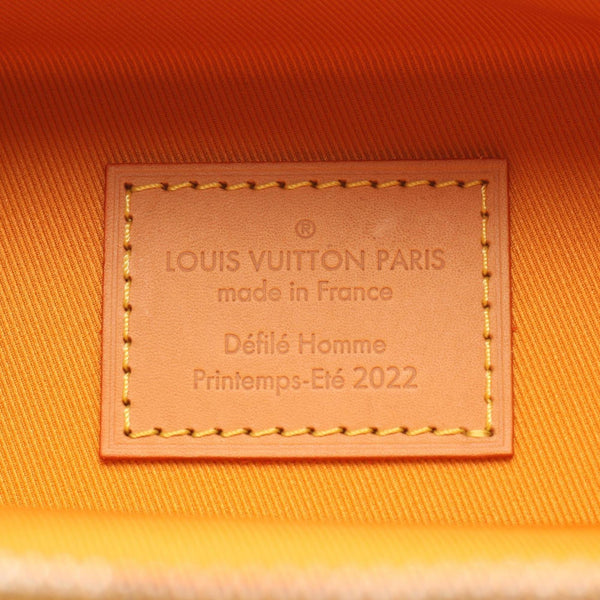 ®
LOUIS VUITTON PARIS
made in France
Défilé Homme
Printemps-Eté 2022